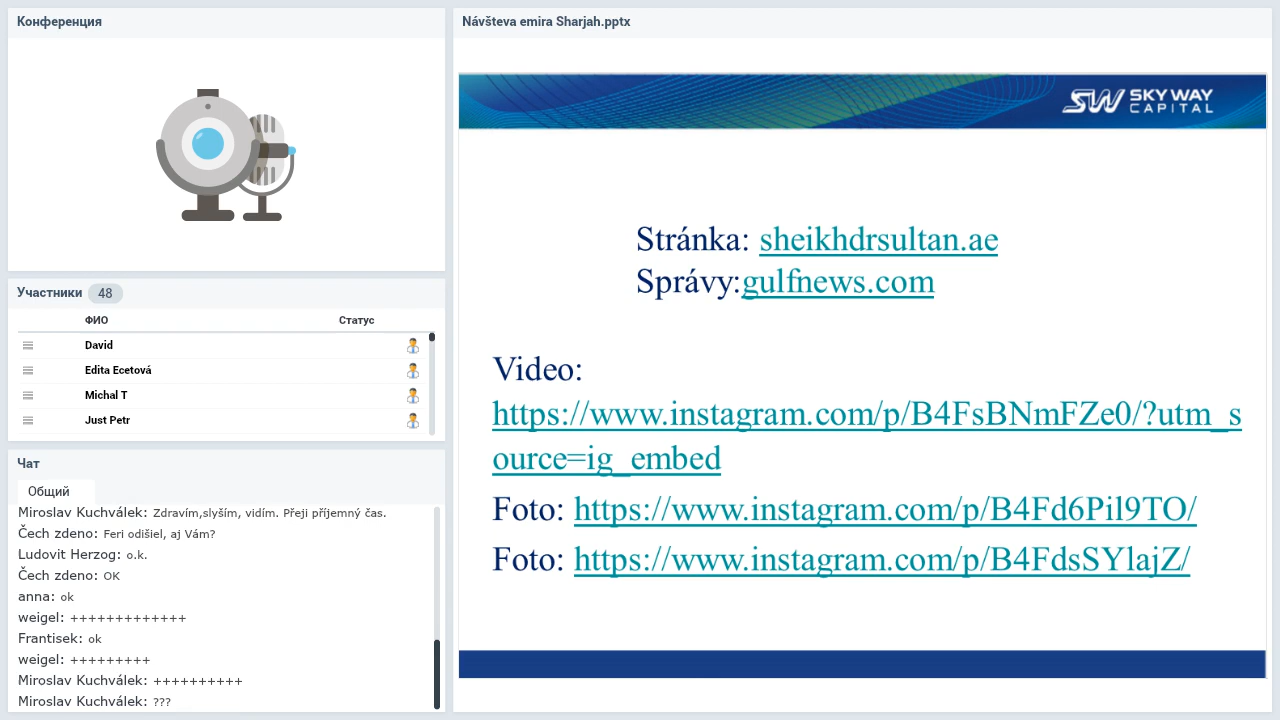 Конференция
Участники 48
ФИО Статус
David
Edita Ecetová
Michal T
Just Petr
Чат
Общий
Miroslav Kuchválek: Zdravím,slyším, vidím. Přeji příjemný čas.
Čech zdeno: Feri odišiel, aj Vám?
Ludovit Herzog: o.k.
Čech zdeno: OK
anna: ok
weigel: +++++++++++++
Frantisek: ok
weigel: +++++++++
Miroslav Kuchválek: ++++++++++
Miroslav Kuchválek: ???
Návšteva emira Sharjah.pptx
SW SKY WAY
CAPITAL
Stránka: sheikhdrsultan.ae
Správy:gulfnews.com
Video:
https://www.instagram.com/p/B4FsBNmFZe0/?utm_s
ource=ig_embed
Foto: https://www.instagram.com/p/B4Fd6Pil9TO/
Foto: https://www.instagram.com/p/B4FdsSYlajZ/